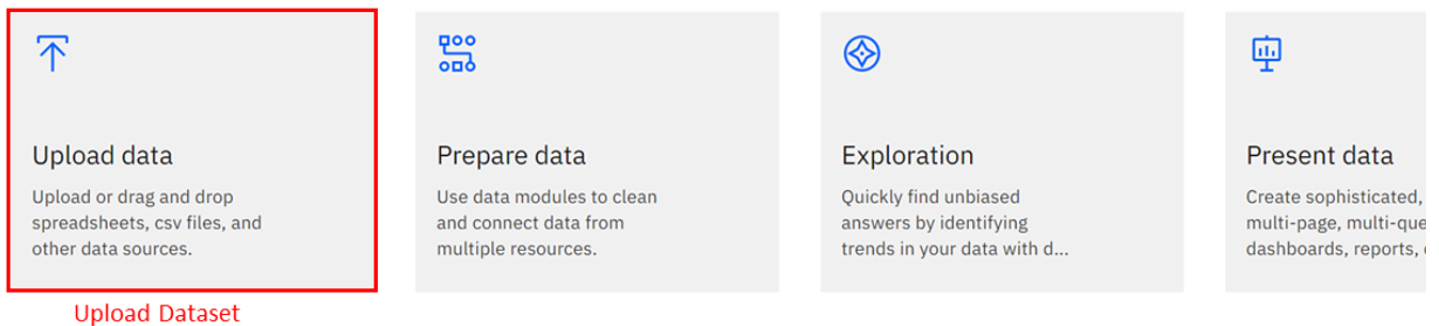 Upload data
Upload or drag and drop
spreadsheets, csv files, and
other data sources.
Prepare data
Use data modules to clean
and connect data from
multiple resources.
Exploration
Quickly find unbiased
answers by identifying
trends in your data with d...
Present data
Create sophisticated,
multi-page, multi-que
dashboards, reports,
Upload Dataset